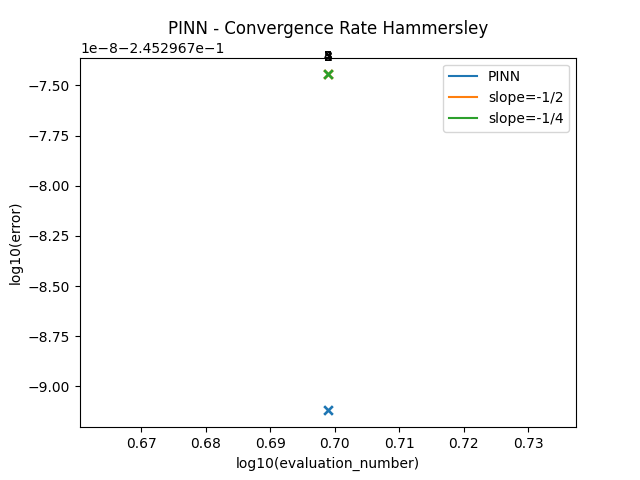 PINN - Convergence Rate Hammersley
1e−8−2.452967e−1
PINN
slope=-1/2
slope=-1/4
−7.50
−7.75
−8.00
−8.25
−8.50
−8.75
−9.00
log10(error)
0.67 0.68 0.69 0.70 0.71 0.72 0.73
log10(evaluation_number)